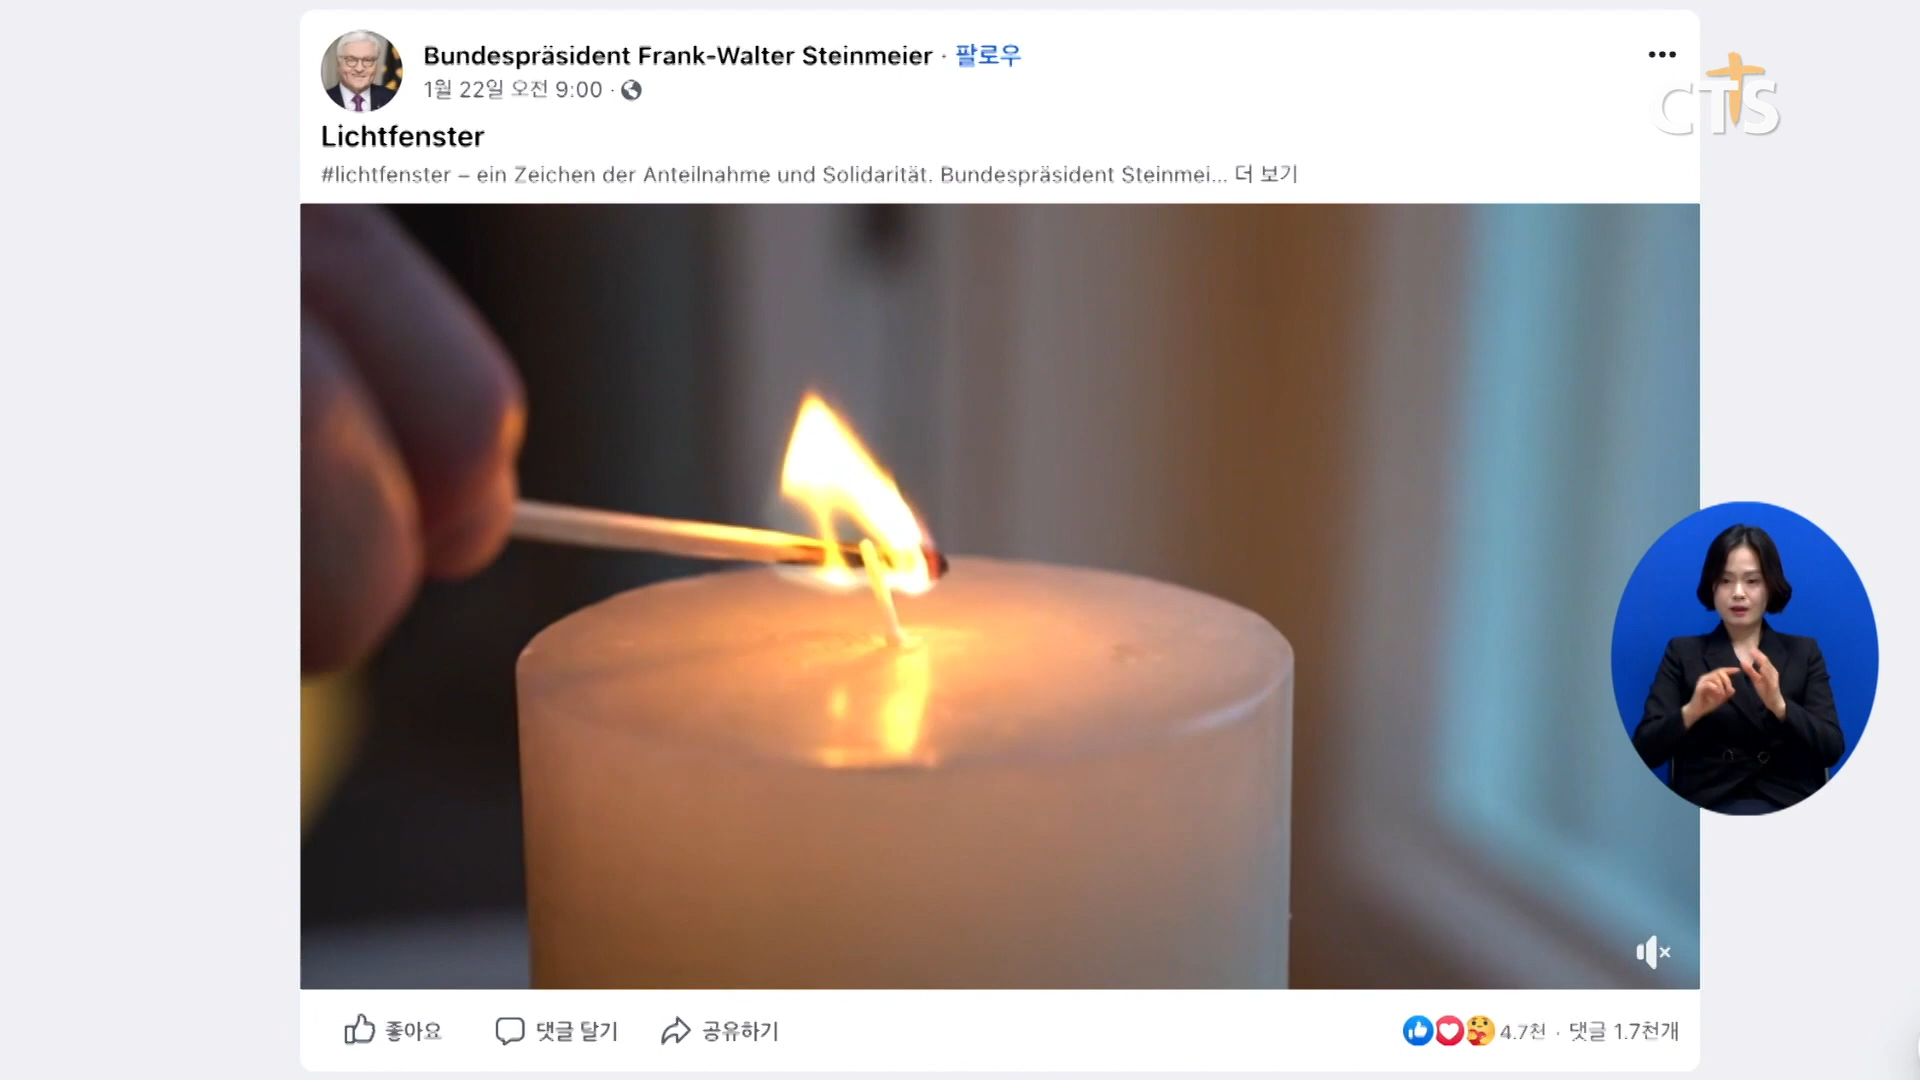 Bundespräsident Frank-Walter Steinmeier · 팔로우
1월 22일 오전 9:00 ·
CTS
Lichtfenster
#lichtfenster – ein Zeichen der Anteilnahme und Solidarität. Bundespräsident Steinmei... 더 보기
좋아요 댓글 달기 공유하기 4.7천 · 댓글 1.7천개